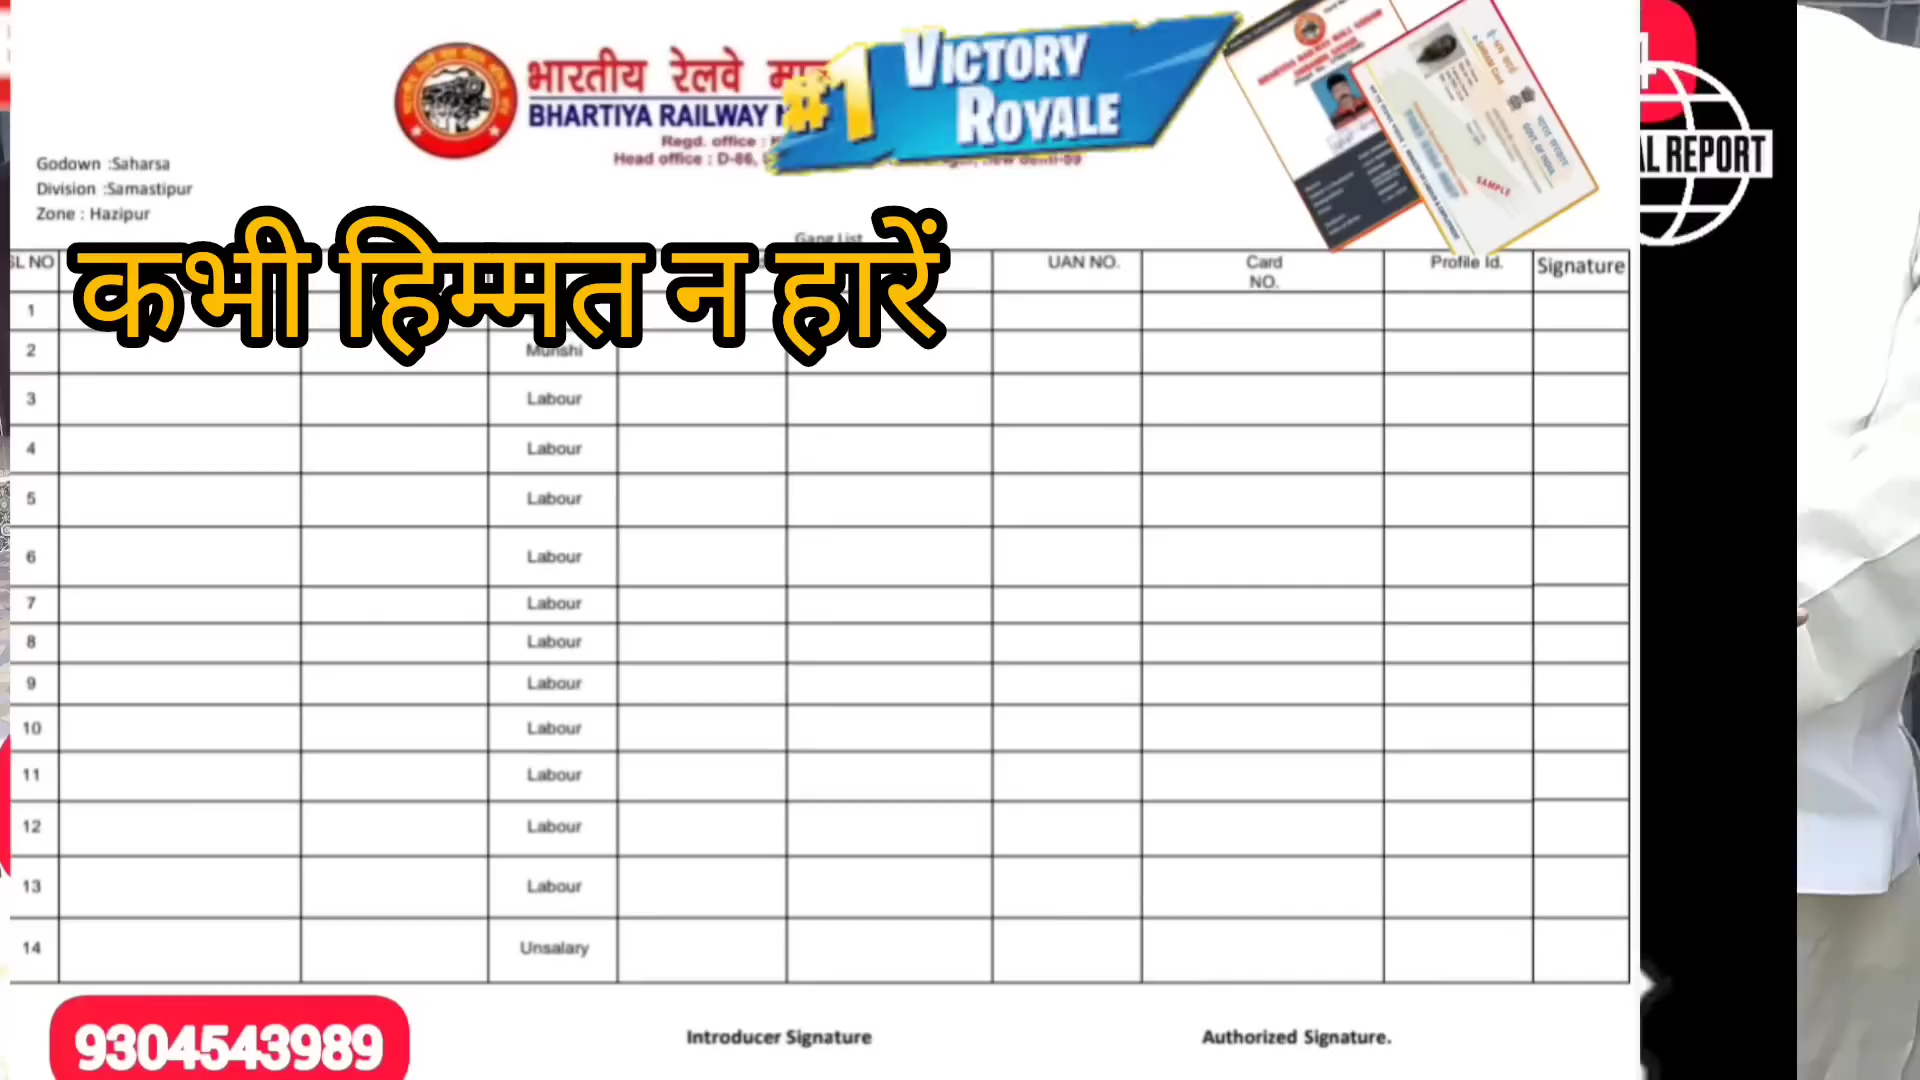 भारतीय रेलवे
BHARTIYA RAILWAY
#1 VICTORY ROYALE
Regd. office :
Head office : D-86,
New Delhi-59
SAMPLE
L REPORT
Godown :Saharsa
Division :Samastipur
Zone : Hazipur
कभी हिम्मत न हारें
Gang List
SL NO UAN NO. Card NO. Profile Id. Signature
1
2 Munshi
3 Labour
4 Labour
5 Labour
6 Labour
7 Labour
8 Labour
9 Labour
10 Labour
11 Labour
12 Labour
13 Labour
14 Unsalary
9304543989
Introducer Signature Authorized Signature.